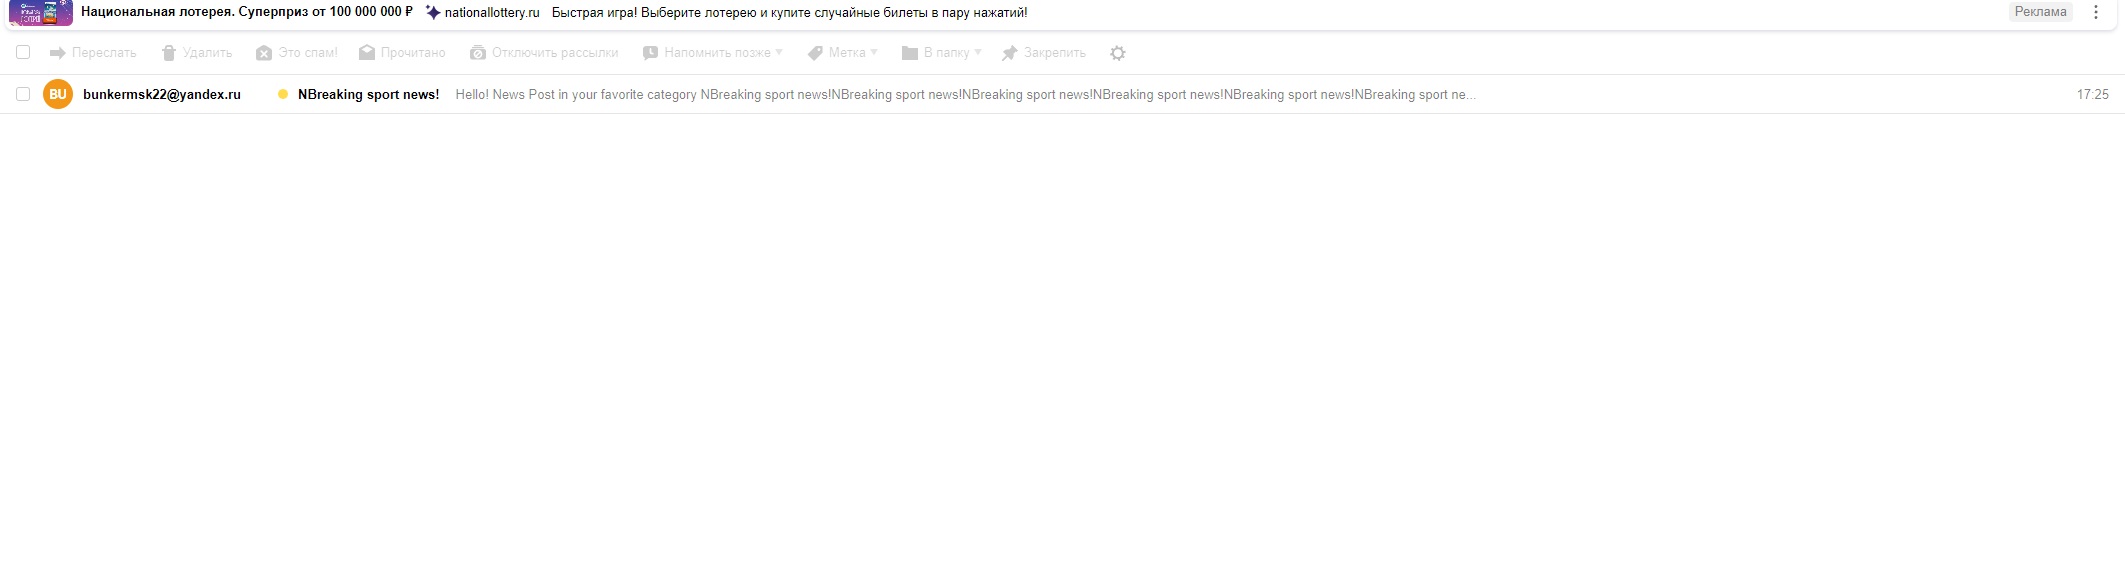 Национальная лотерея. Суперприз от 100 000 000 ₽ nationallottery.ru Быстрая игра! Выберите лотерею и купите случайные билеты в пару нажатий! Реклама
Переслать Удалить Это спам! Прочитано Отключить рассылки Напомнить позже Метка В папку Закрепить
BU bunkermsk22@yandex.ru NBreaking sport news! Hello! News Post in your favorite category NBreaking sport news!NBreaking sport news!NBreaking sport news!NBreaking sport news!NBreaking sport news!NBreaking sport ne... 17:25